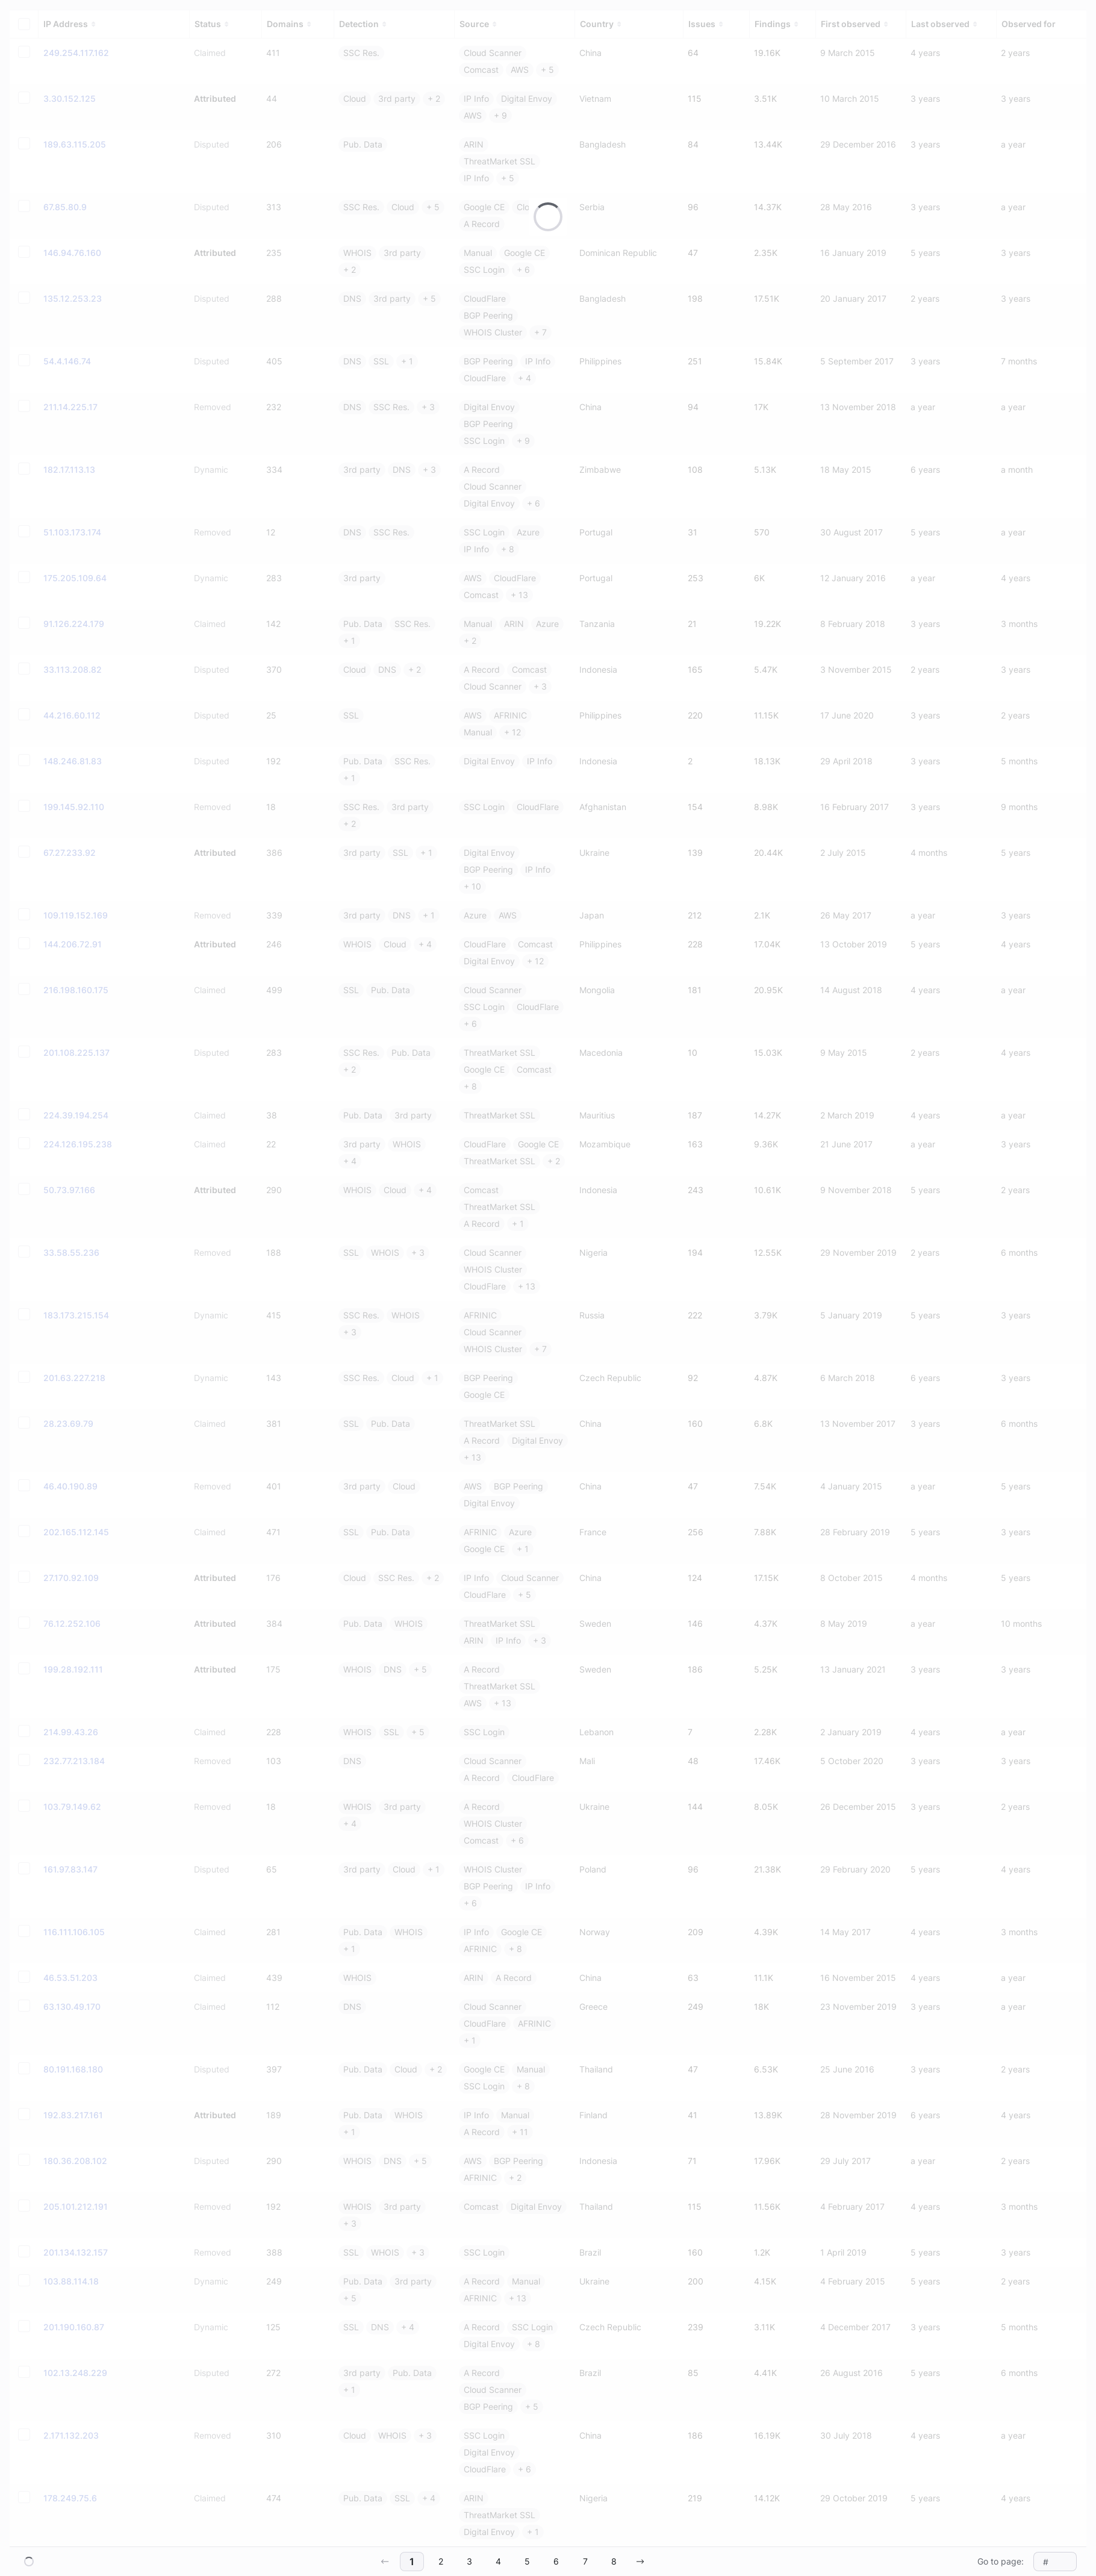 IP Address Status Domains Detection Source Country Issues Findings First observed Last observed Observed for
249.254.117.162 Claimed 411 SSC Res. Cloud Scanner China 64 19.16K 9 March 2015 4 years 2 years
Comcast AWS + 5
3.30.152.125 Attributed 44 Cloud 3rd party + 2 IP Info Digital Envoy Vietnam 115 3.51K 10 March 2015 3 years 3 years
AWS + 9
189.63.115.205 Disputed 206 Pub. Data ARIN Bangladesh 84 13.44K 29 December 2016 3 years a year
ThreatMarket SSL
IP Info + 5
67.85.80.9 Disputed 313 SSC Res. Cloud + 5 Google CE Clo Serbia 96 14.37K 28 May 2016 3 years a year
A Record
146.94.76.160 Attributed 235 WHOIS 3rd party Manual Google CE Dominican Republic 47 2.35K 16 January 2019 5 years 3 years
+ 2 SSC Login + 6
135.12.253.23 Disputed 288 DNS 3rd party + 5 CloudFlare Bangladesh 198 17.51K 20 January 2017 2 years 3 years
BGP Peering
WHOIS Cluster + 7
54.4.146.74 Disputed 405 DNS SSL + 1 BGP Peering IP Info Philippines 251 15.84K 5 September 2017 3 years 7 months
CloudFlare + 4
211.14.225.17 Removed 232 DNS SSC Res. + 3 Digital Envoy China 94 17K 13 November 2018 a year a year
BGP Peering
SSC Login + 9
182.17.113.13 Dynamic 334 3rd party DNS + 3 A Record Zimbabwe 108 5.13K 18 May 2015 6 years a month
Cloud Scanner
Digital Envoy + 6
51.103.173.174 Removed 12 DNS SSC Res. SSC Login Azure Portugal 31 570 30 August 2017 5 years a year
IP Info + 8
175.205.109.64 Dynamic 283 3rd party AWS CloudFlare Portugal 253 6K 12 January 2016 a year 4 years
Comcast + 13
91.126.224.179 Claimed 142 Pub. Data SSC Res. Manual ARIN Azure Tanzania 21 19.22K 8 February 2018 3 years 3 months
+ 1 + 2
33.113.208.82 Disputed 370 Cloud DNS + 2 A Record Comcast Indonesia 165 5.47K 3 November 2015 2 years 3 years
Cloud Scanner + 3
44.216.60.112 Disputed 25 SSL AWS AFRINIC Philippines 220 11.15K 17 June 2020 3 years 2 years
Manual + 12
148.246.81.83 Disputed 192 Pub. Data SSC Res. Digital Envoy IP Info Indonesia 2 18.13K 29 April 2018 3 years 5 months
+ 1
199.145.92.110 Removed 18 SSC Res. 3rd party SSC Login CloudFlare Afghanistan 154 8.98K 16 February 2017 3 years 9 months
+ 2
67.27.233.92 Attributed 386 3rd party SSL + 1 Digital Envoy Ukraine 139 20.44K 2 July 2015 4 months 5 years
BGP Peering IP Info
+ 10
109.119.152.169 Removed 339 3rd party DNS + 1 Azure AWS Japan 212 2.1K 26 May 2017 a year 3 years
144.206.72.91 Attributed 246 WHOIS Cloud + 4 CloudFlare Comcast Philippines 228 17.04K 13 October 2019 5 years 4 years
Digital Envoy + 12
216.198.160.175 Claimed 499 SSL Pub. Data Cloud Scanner Mongolia 181 20.95K 14 August 2018 4 years a year
SSC Login CloudFlare
+ 6
201.108.225.137 Disputed 283 SSC Res. Pub. Data ThreatMarket SSL Macedonia 10 15.03K 9 May 2015 2 years 4 years
+ 2 Google CE Comcast
+ 8
224.39.194.254 Claimed 38 Pub. Data 3rd party ThreatMarket SSL Mauritius 187 14.27K 2 March 2019 4 years a year
224.126.195.238 Claimed 22 3rd party WHOIS CloudFlare Google CE Mozambique 163 9.36K 21 June 2017 a year 3 years
+ 4 ThreatMarket SSL + 2
50.73.97.166 Attributed 290 WHOIS Cloud + 4 Comcast Indonesia 243 10.61K 9 November 2018 5 years 2 years
ThreatMarket SSL
A Record + 1
33.58.55.236 Removed 188 SSL WHOIS + 3 Cloud Scanner Nigeria 194 12.55K 29 November 2019 2 years 6 months
WHOIS Cluster
CloudFlare + 13
183.173.215.154 Dynamic 415 SSC Res. WHOIS AFRINIC Russia 222 3.79K 5 January 2019 5 years 3 years
+ 3 Cloud Scanner
WHOIS Cluster + 7
201.63.227.218 Dynamic 143 SSC Res. Cloud + 1 BGP Peering Czech Republic 92 4.87K 6 March 2018 6 years 3 years
Google CE
28.23.69.79 Claimed 381 SSL Pub. Data ThreatMarket SSL China 160 6.8K 13 November 2017 3 years 6 months
A Record Digital Envoy
+ 13
46.40.190.89 Removed 401 3rd party Cloud AWS BGP Peering China 47 7.54K 4 January 2015 a year 5 years
Digital Envoy
202.165.112.145 Claimed 471 SSL Pub. Data AFRINIC Azure France 256 7.88K 28 February 2019 5 years 3 years
Google CE + 1
27.170.92.109 Attributed 176 Cloud SSC Res. + 2 IP Info Cloud Scanner China 124 17.15K 8 October 2015 4 months 5 years
CloudFlare + 5
76.12.252.106 Attributed 384 Pub. Data WHOIS ThreatMarket SSL Sweden 146 4.37K 8 May 2019 a year 10 months
ARIN IP Info + 3
199.28.192.111 Attributed 175 WHOIS DNS + 5 A Record Sweden 186 5.25K 13 January 2021 3 years 3 years
ThreatMarket SSL
AWS + 13
214.99.43.26 Claimed 228 WHOIS SSL + 5 SSC Login Lebanon 7 2.28K 2 January 2019 4 years a year
232.77.213.184 Removed 103 DNS Cloud Scanner Mali 48 17.46K 5 October 2020 3 years 3 years
A Record CloudFlare
103.79.149.62 Removed 18 WHOIS 3rd party A Record Ukraine 144 8.05K 26 December 2015 3 years 2 years
+ 4 WHOIS Cluster
Comcast + 6
161.97.83.147 Disputed 65 3rd party Cloud + 1 WHOIS Cluster Poland 96 21.38K 29 February 2020 5 years 4 years
BGP Peering IP Info
+ 6
116.111.106.105 Claimed 281 Pub. Data WHOIS IP Info Google CE Norway 209 4.39K 14 May 2017 4 years 3 months
+ 1 AFRINIC + 8
46.53.51.203 Claimed 439 WHOIS ARIN A Record China 63 11.1K 16 November 2015 4 years a year
63.130.49.170 Claimed 112 DNS Cloud Scanner Greece 249 18K 23 November 2019 3 years a year
CloudFlare AFRINIC
+ 1
60.191.168.180 Disputed 397 Pub. Data Cloud + 2 Google CE Manual Thailand 47 6.53K 25 June 2016 3 years 2 years
SSC Login + 8
192.83.217.161 Attributed 189 Pub. Data WHOIS IP Info Manual Finland 41 13.89K 28 November 2019 6 years 4 years
+ 1 A Record + 11
180.36.208.102 Disputed 290 WHOIS DNS + 5 AWS BGP Peering Indonesia 71 17.96K 29 July 2017 a year 2 years
AFRINIC + 2
205.101.212.191 Removed 192 WHOIS 3rd party Comcast Digital Envoy Thailand 115 11.56K 4 February 2017 4 years 3 months
+ 3
201.134.132.157 Removed 388 SSL WHOIS + 3 SSC Login Brazil 160 1.2K 1 April 2019 5 years 3 years
103.88.114.16 Dynamic 249 Pub. Data 3rd party A Record Manual Ukraine 200 4.15K 4 February 2015 5 years 2 years
+ 5 AFRINIC + 13
201.190.160.87 Dynamic 125 SSL DNS + 4 A Record SSC Login Czech Republic 239 3.11K 4 December 2017 3 years 5 months
Digital Envoy + 8
102.13.248.229 Disputed 272 3rd party Pub. Data A Record Brazil 85 4.41K 26 August 2016 5 years 6 months
+ 1 Cloud Scanner
BGP Peering + 5
2.171.132.203 Removed 310 Cloud WHOIS + 3 SSC Login China 186 16.19K 30 July 2018 4 years a year
Digital Envoy
CloudFlare + 6
178.249.75.6 Claimed 474 Pub. Data SSL + 4 ARIN Nigeria 219 14.12K 29 October 2019 5 years 4 years
ThreatMarket SSL
Digital Envoy + 1
← 1 2 3 4 5 6 7 8 → Go to page: #